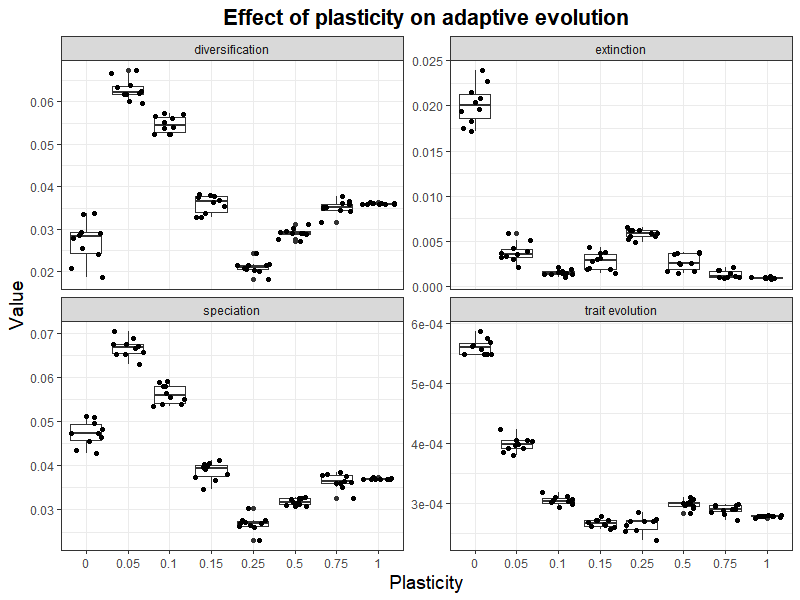 Effect of plasticity on adaptive evolution
diversification
extinction
0.06
0.05
0.04
0.03
0.02
0.025
0.020
0.015
0.010
0.005
0.000
speciation
trait evolution
0.07
0.06
0.05
0.04
0.03
6e-04
5e-04
4e-04
3e-04
0 0.05 0.1 0.15 0.25 0.5 0.75 1
0 0.05 0.1 0.15 0.25 0.5 0.75 1
Value
Plasticity